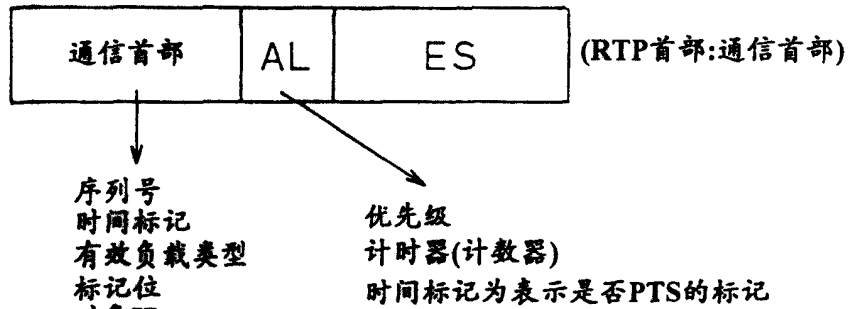 通信首部 AL ES (RTP首部:通信首部)
序列号
时间标记
有效负载类型
标记位
优先级
计时器(计数器)
时间标记为表示是否PTS的标记